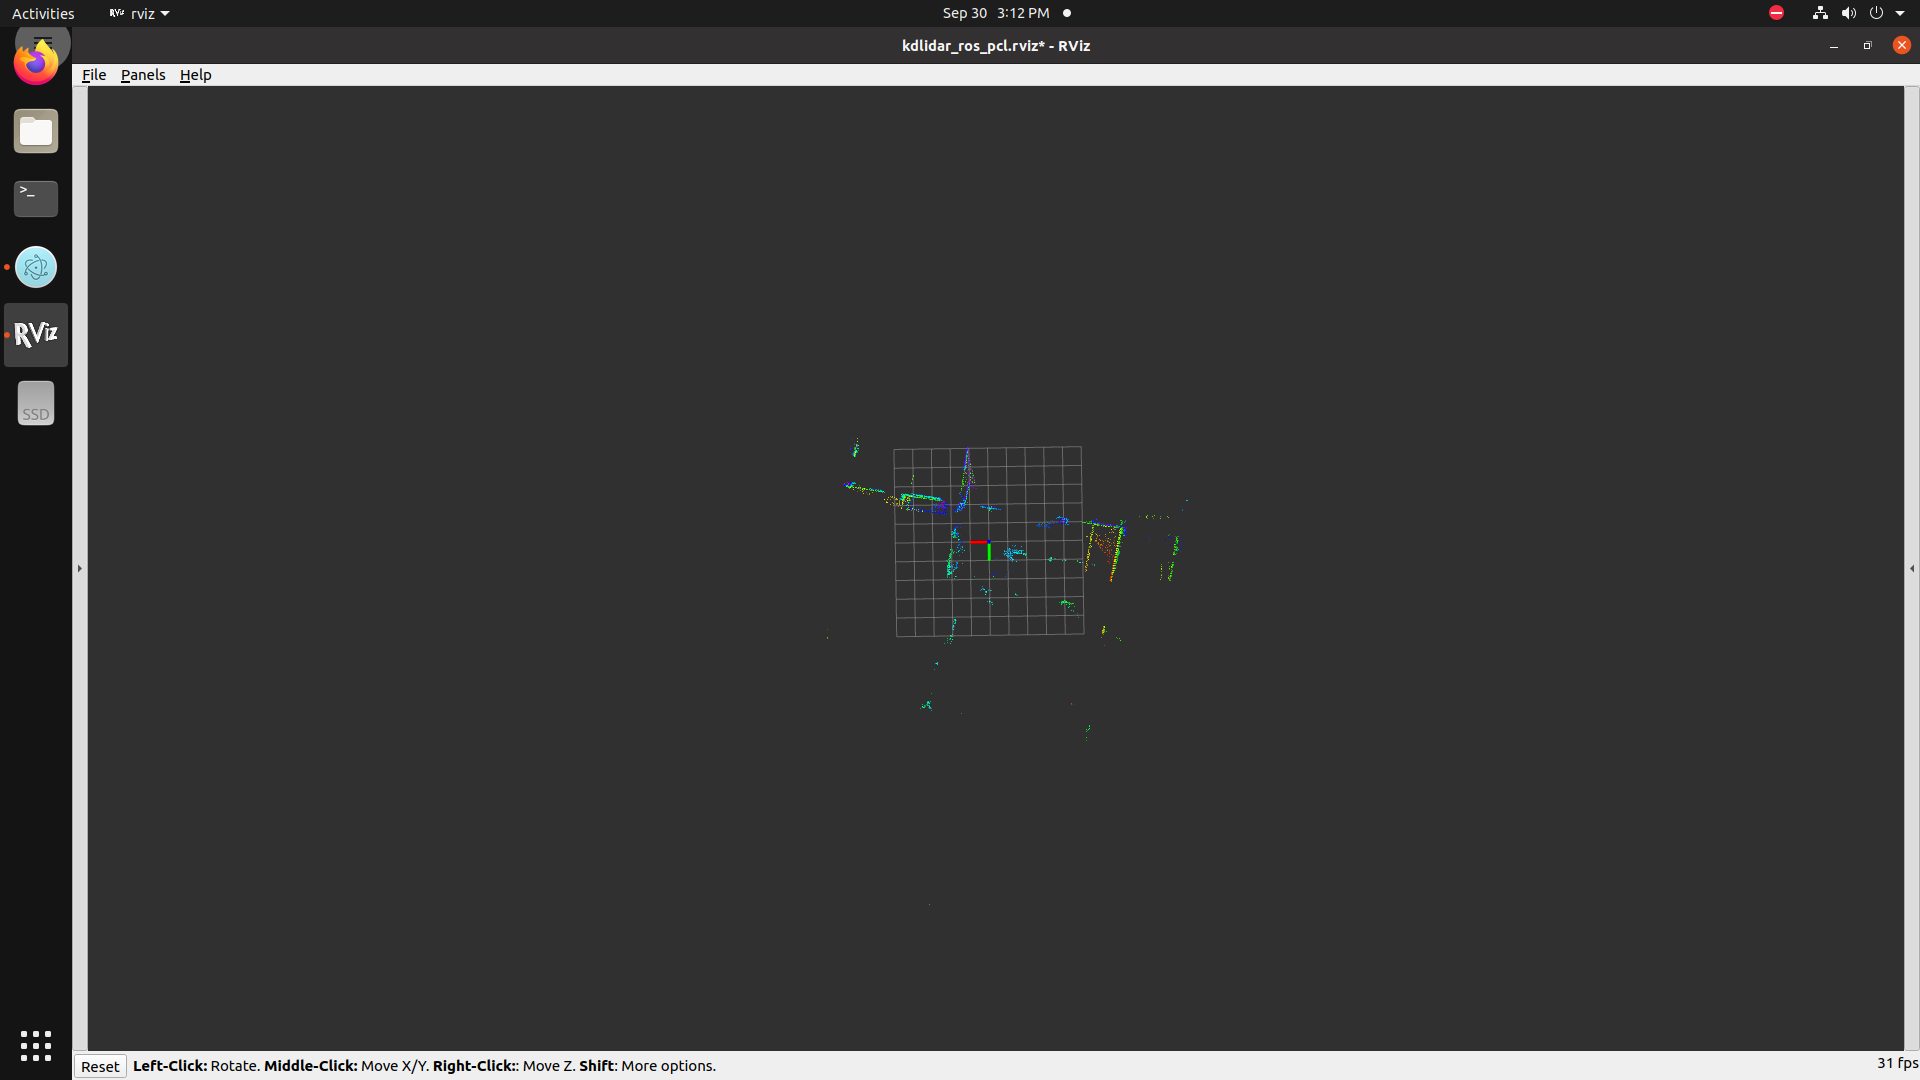 Activities
RViz rviz
Sep 30 3:12 PM
kdlidar_ros_pcl.rviz* - RViz
File Panels Help
>_
RViz
SSD
Reset Left-Click: Rotate. Middle-Click: Move X/Y. Right-Click:: Move Z. Shift: More options.
31 fps